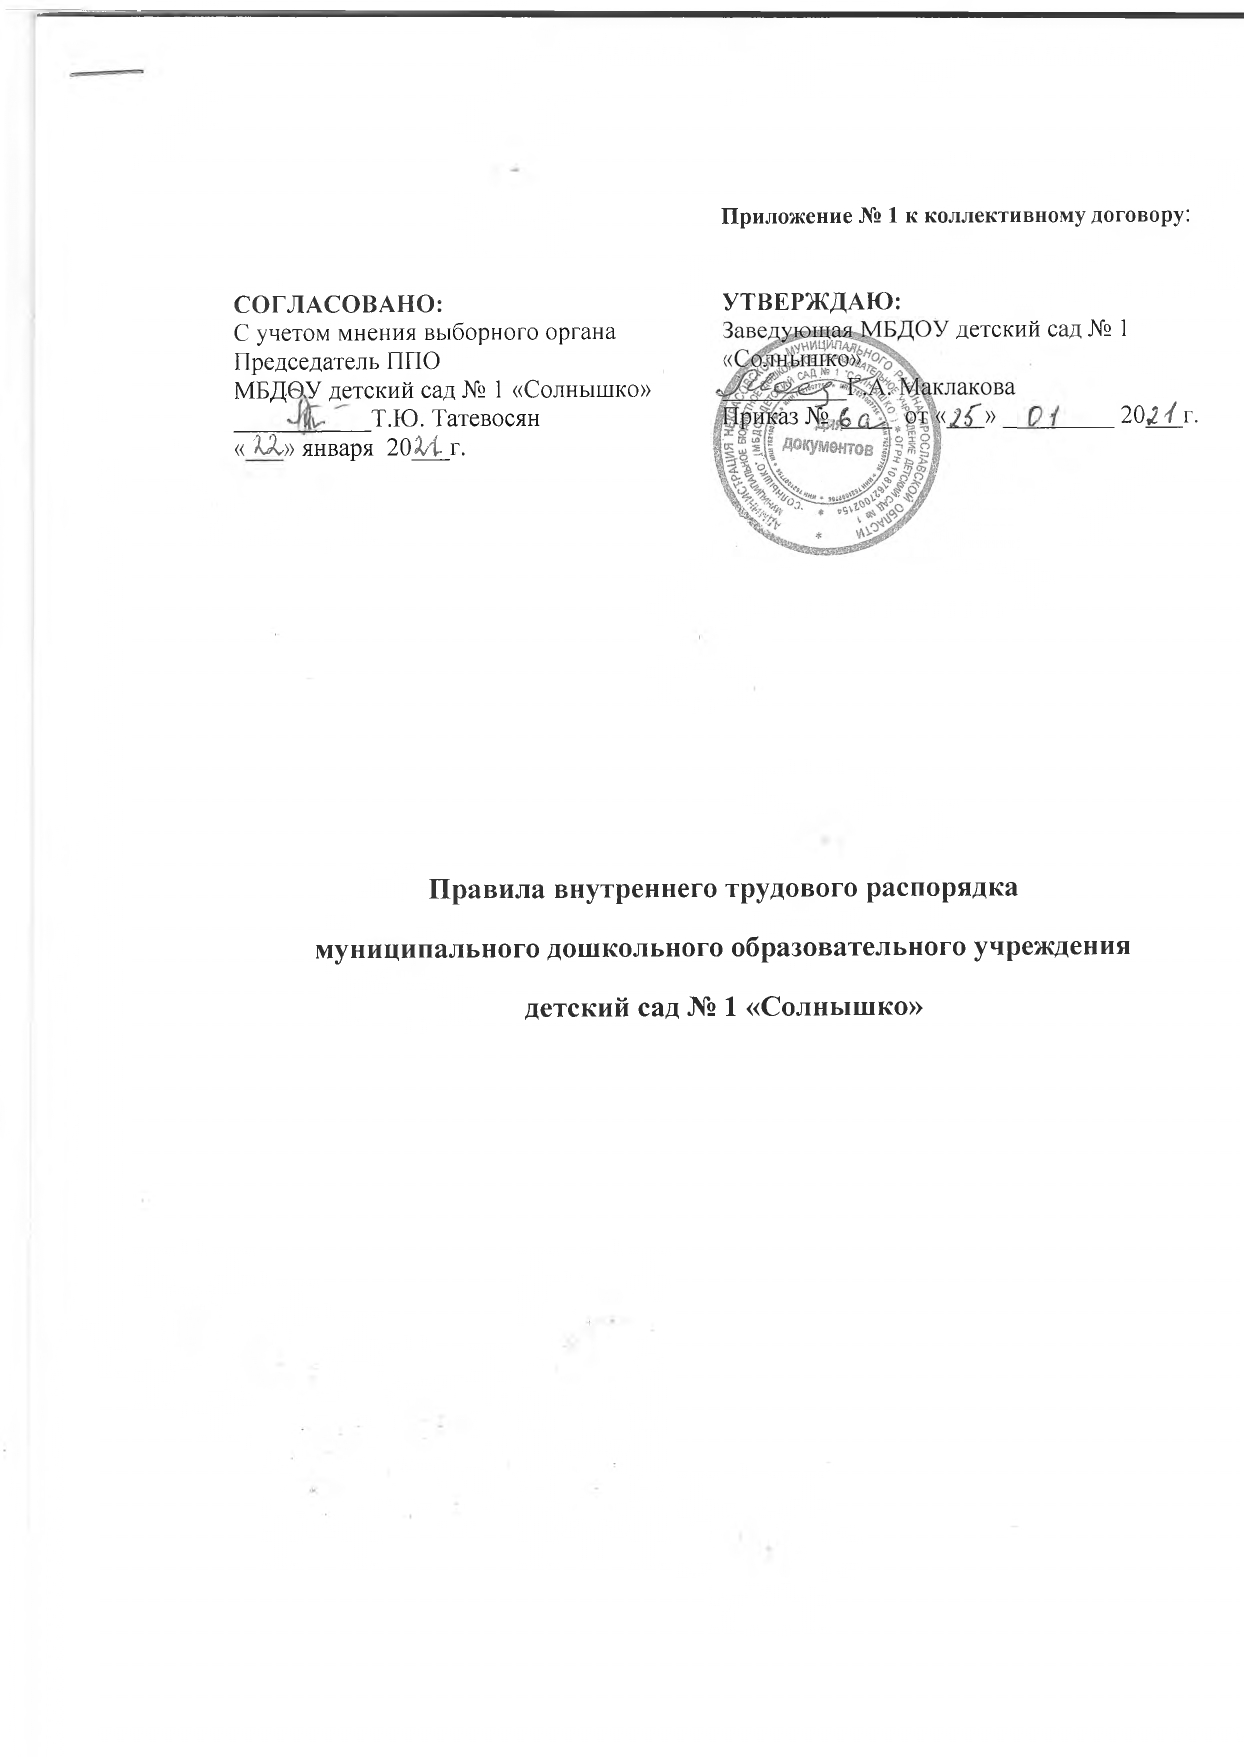 Приложение № 1 к коллективному договору:
СОГЛАСОВАНО:
С учетом мнения выборного органа
Председатель ППО
МБДОУ детский сад № 1 «Солнышко»
Т.Ю. Татевосян
«22» января 2021 г.
УТВЕРЖДАЮ:
Заведующая МБДОУ детский сад № 1
«Солнышко»
Г.А. Маклакова
Приказ № 6а от «25» 01 2021 г.
для
документов
Правила внутреннего трудового распорядка
муниципального дошкольного образовательного учреждения
детский сад № 1 «Солнышко»